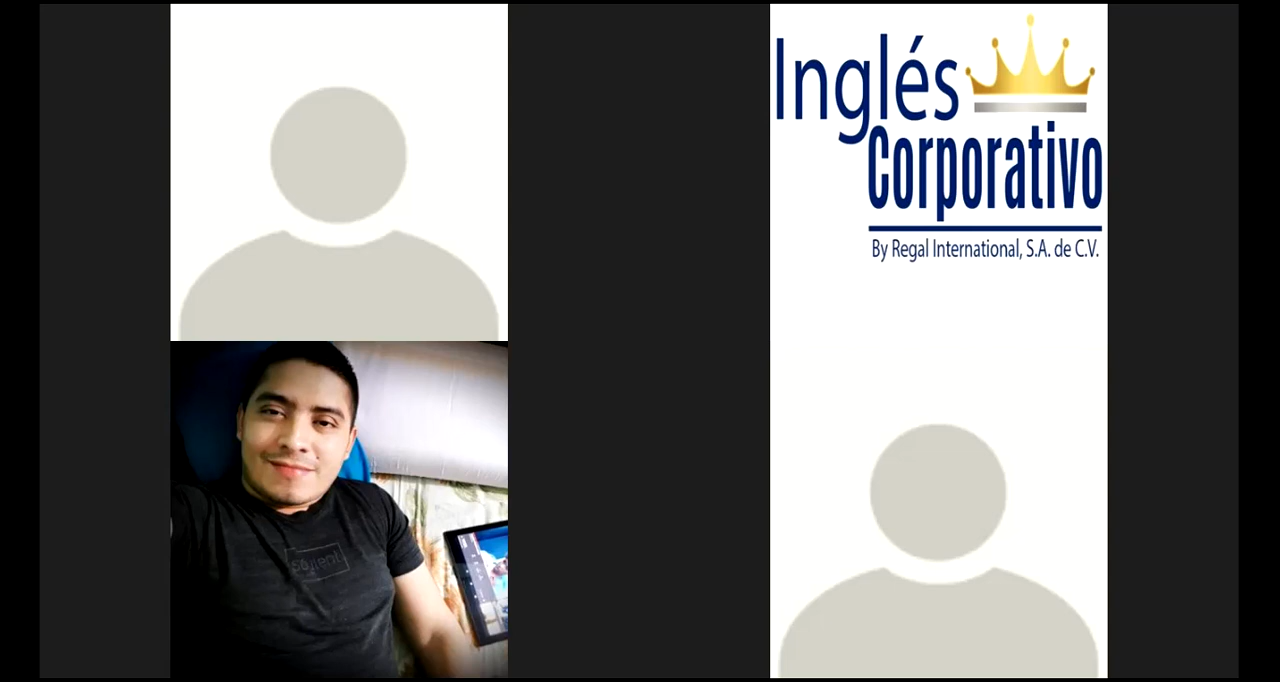 Inglés
Corporativo
By Regal International, S.A. de C.V.